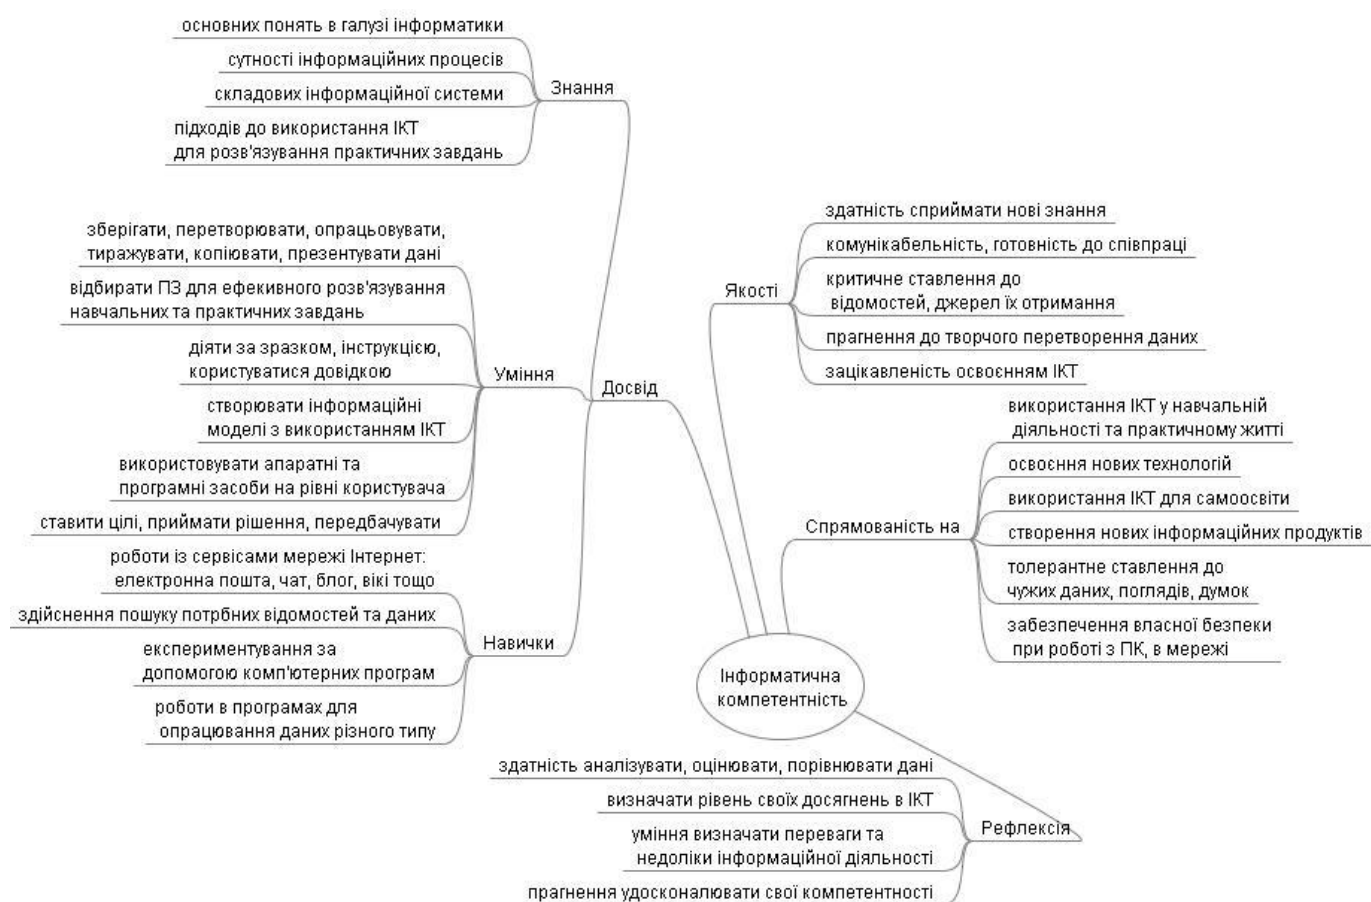 основних понять в галузі інформатики
сутності інформаційних процесів
складових інформаційної системи
підходів до використання ІКТ
для розв'язування практичних завдань
Знання
зберігати, перетворювати, опрацьовувати,
тиражувати, копіювати, презентувати дані
відбирати ПЗ для ефекивного розв'язування
навчальних та практичних завдань
діяти за зразком, інструкцією,
користуватися довідкою
створювати інформаційні
моделі з використанням ІКТ
використовувати апаратні та
програмні засоби на рівні користувача
ставити цілі, приймати рішення, передбачувати
Уміння
Досвід
роботи із сервісами мережі Інтернет:
електронна пошта, чат, блог, вікі тощо
здійснення пошуку потрбних відомостей та даних
експериментування за
допомогою комп'ютерних програм
роботи в програмах для
опрацювання даних різного типу
Навички
Якості
здатність сприймати нові знання
комунікабельність, готовність до співпраці
критичне ставлення до
відомостей, джерел їх отримання
прагнення до творчого перетворення даних
зацікавленість освоєнням ІКТ
Спрямованість на
використання ІКТ у навчальній
діяльності та практичному житті
освоєння нових технологій
використання ІКТ для самоосвіти
створення нових інформаційних продуктів
толерантне ставлення до
чужих даних, поглядів, думок
забезпечення власної безпеки
при роботі з ПК, в мережі
Інформатична
компетентність
здатність аналізувати, оцінювати, порівнювати дані
визначати рівень своїх досягнень в ІКТ
уміння визначати переваги та
недоліки інформаційної діяльності
прагнення удосконалювати свої компетентності
Рефлексія